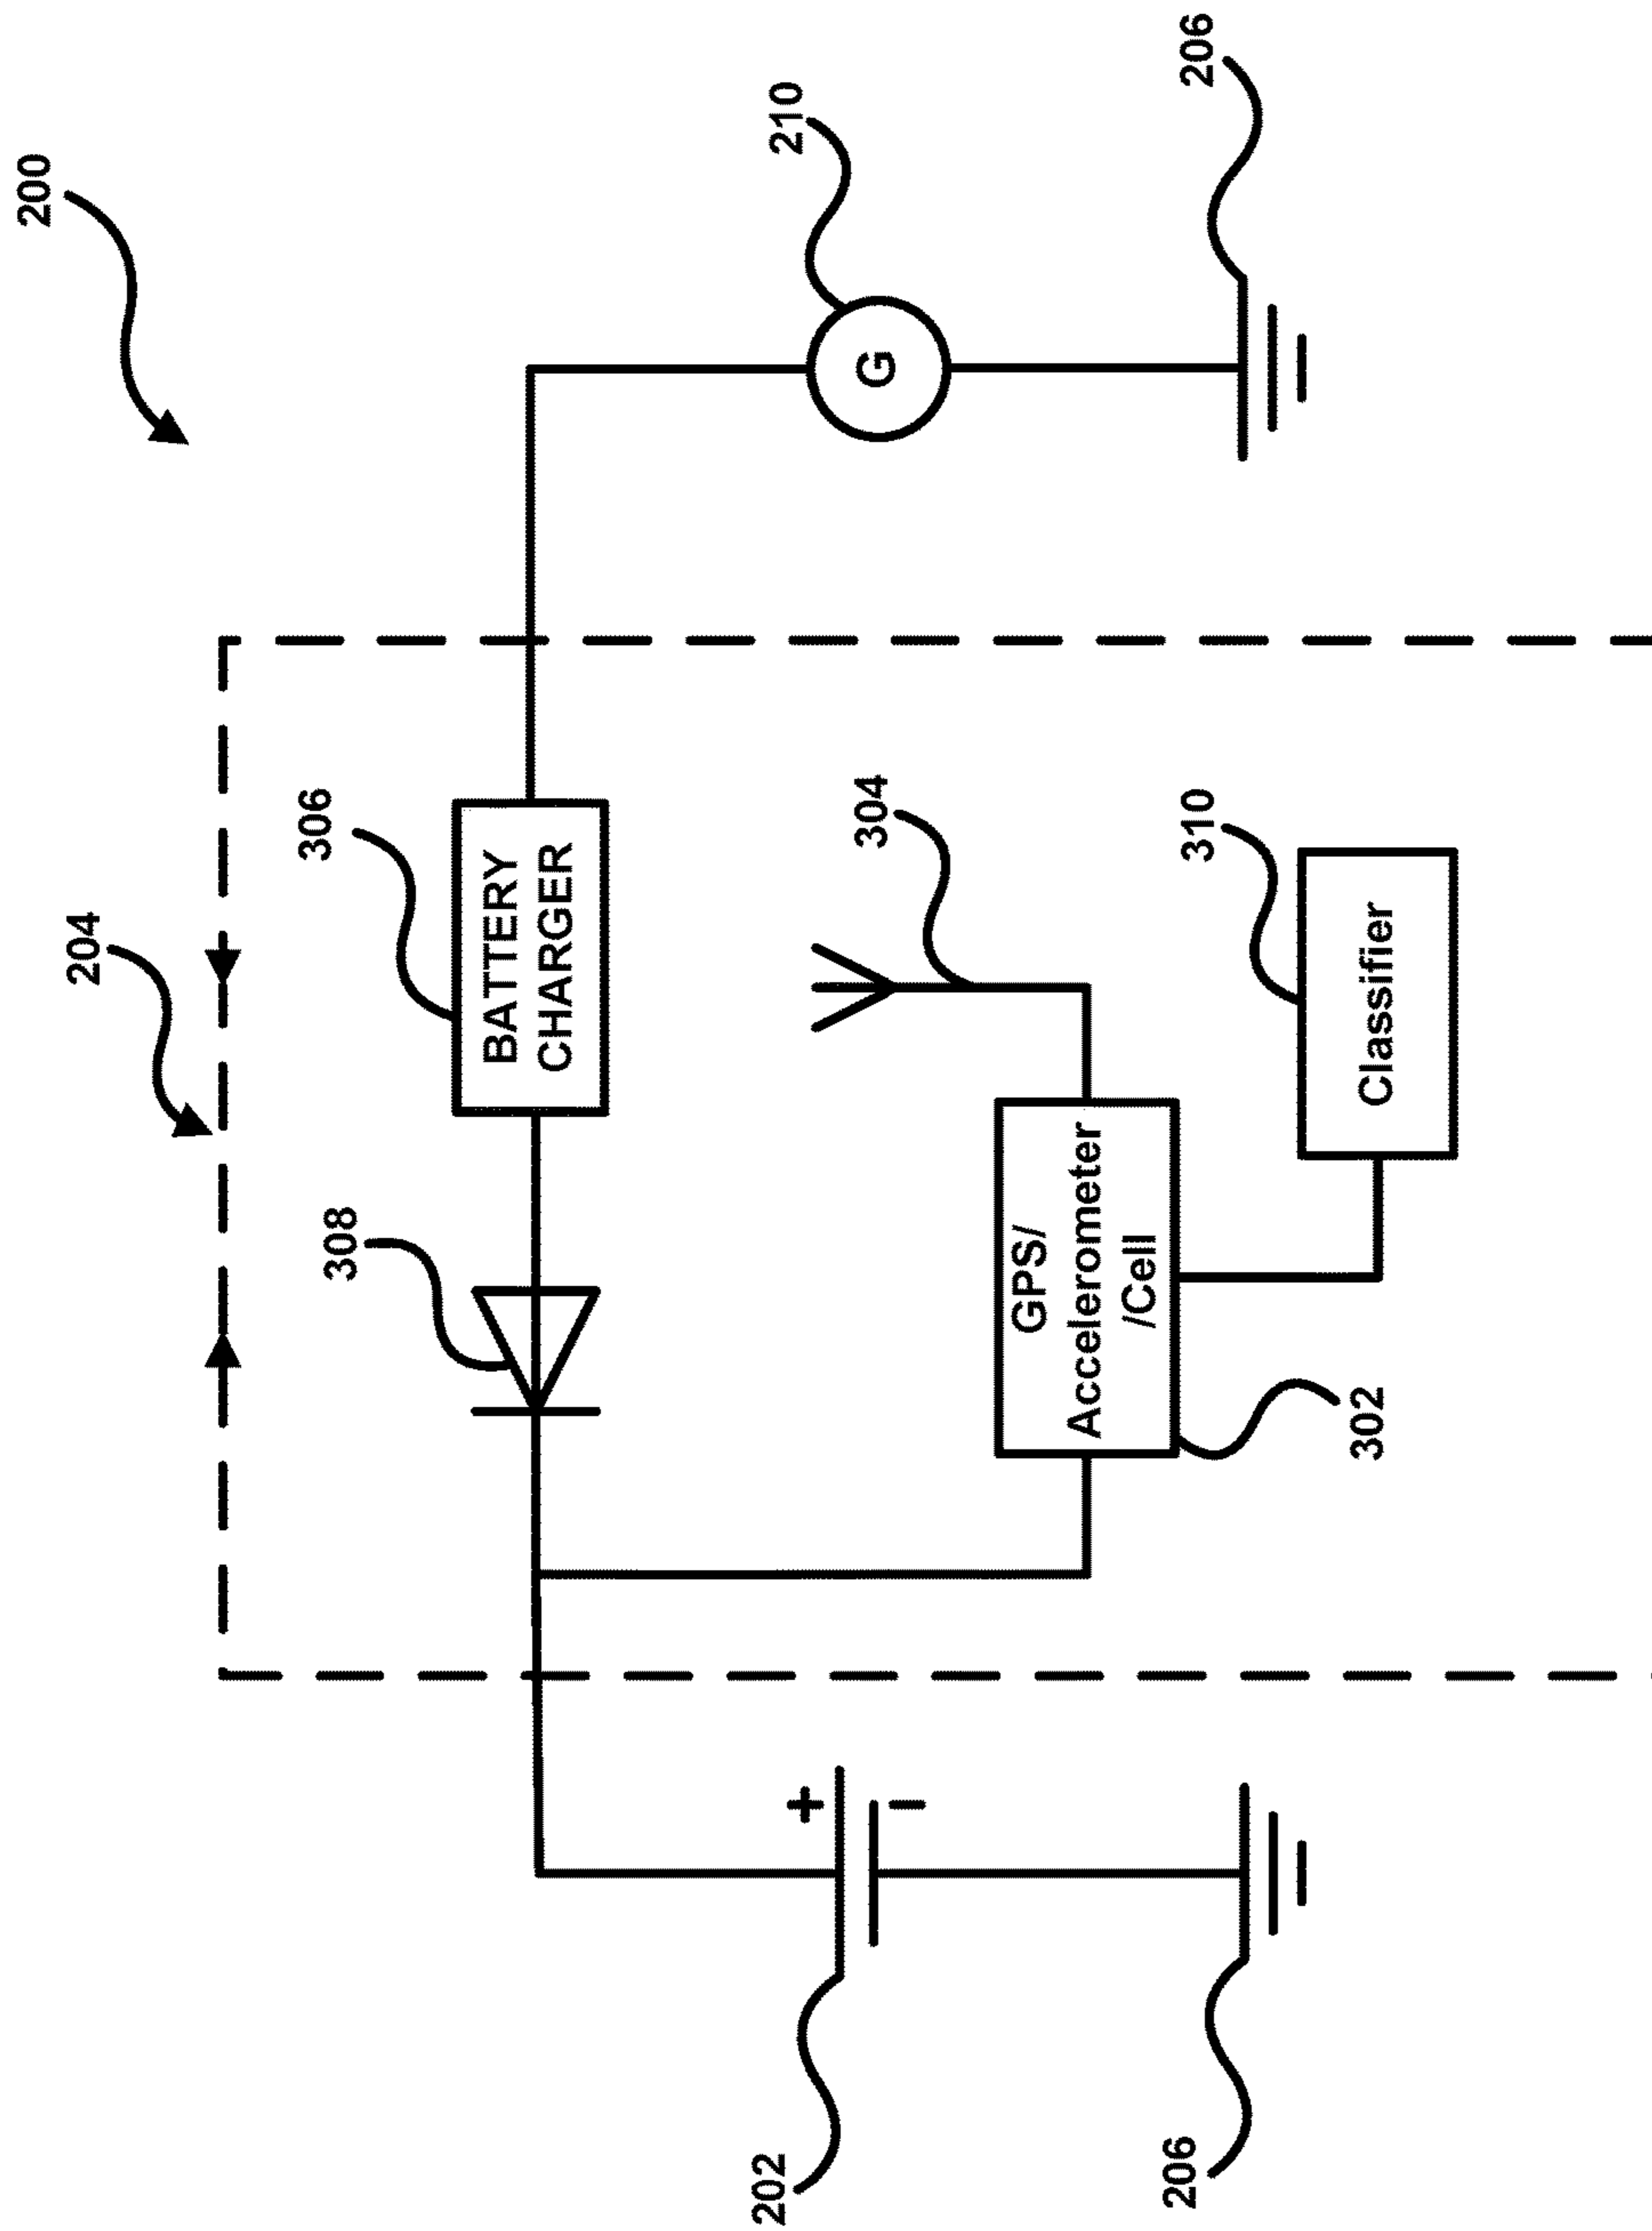 200
204
306
BATTERY
CHARGER
308
210
G
304
206
GPS/
Accelerometer
/Cell
310
Classifier
302
202
+
−
206